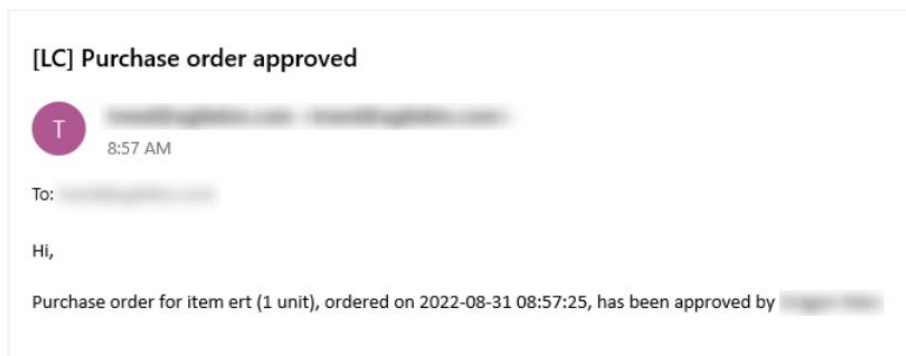 [LC] Purchase order approved
T
8:57 AM
To:
Hi,
Purchase order for item ert (1 unit), ordered on 2022-08-31 08:57:25, has been approved by